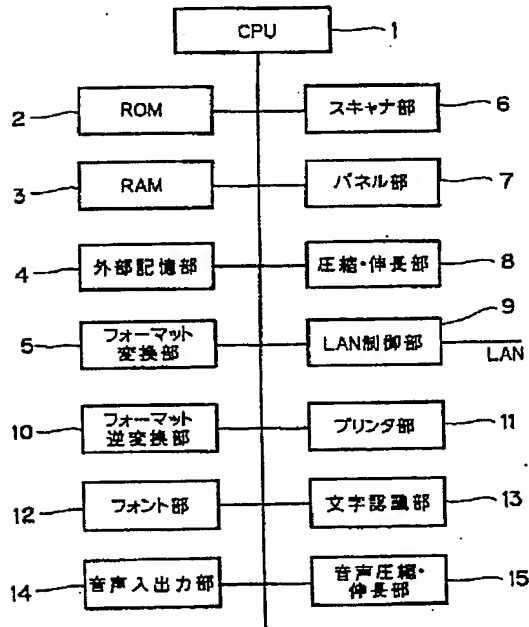 CPU
1
2
ROM
スキャナ部
6
3
RAM
パネル部
7
4
外部記憶部
圧縮・伸長部
8
5
フォーマット
変換部
LAN制御部
9
LAN
10
フォーマット
逆変換部
プリンタ部
11
12
フォント部
文字認識部
13
14
音声入出力部
音声圧縮・
伸長部
15